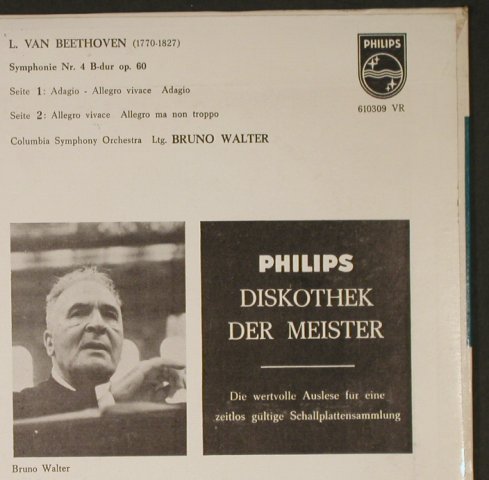 L. VAN BEETHOVEN (1770-1827)
Symphonie Nr. 4 B-dur op. 60
Seite 1: Adagio - Allegro vivace Adagio
Seite 2: Allegro vivace Allegro ma non troppo
Columbia Symphony Orchestra Ltg. BRUNO WALTER
PHILIPS
610309 VR
PHILIPS
DISKOTHEK
DER MEISTER
Die wertvolle Auslese für eine
zeitlos gültige Schallplattensammlung
Bruno Walter